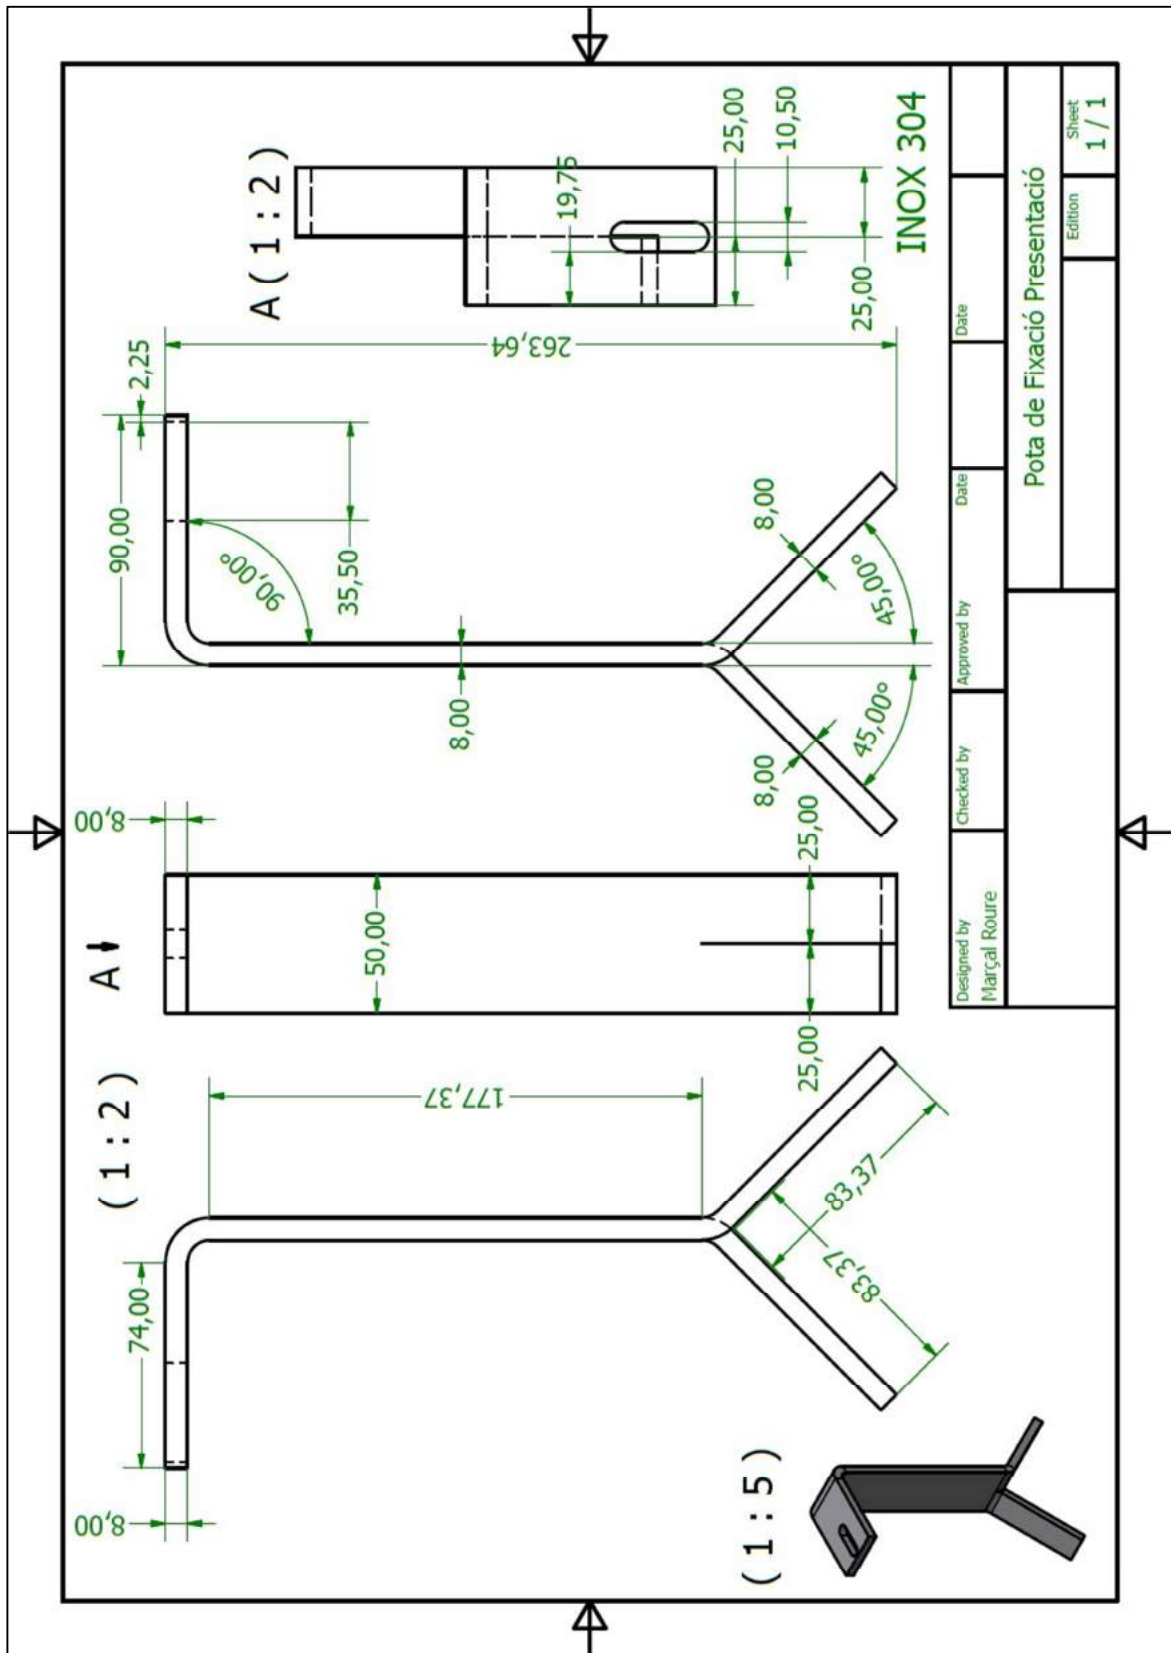 ( 1 : 2 )
A
A ( 1 : 2 )
8,00
74,00
177,37
83,37
83,37
8,00
50,00
25,00
25,00
90,00
2,25
35,50
90,00°
263,64
8,00
8,00
8,00
45,00°
45,00°
19,75
25,00
10,50
25,00
INOX 304
( 1 : 5 )
Designed by
Marçal Roure
Checked by
Approved by
Date
Date
Pota de Fixació Presentació
Edition
Sheet
1 / 1